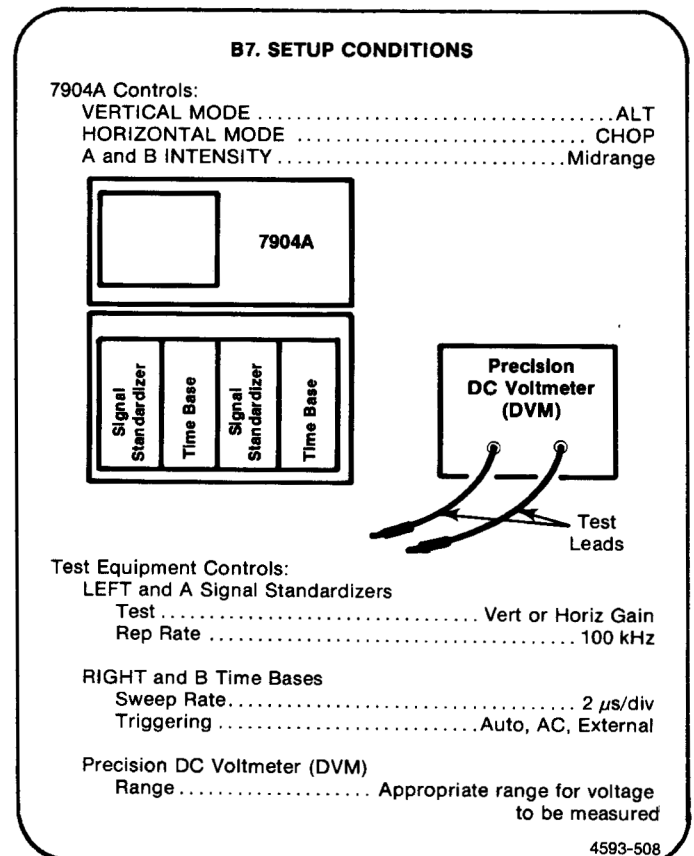 B7. SETUP CONDITIONS
7904A Controls:
VERTICAL MODE ........................................ALT
HORIZONTAL MODE ................................ CHOP
A and B INTENSITY ..............................Midrange
7904A
Signal Standardizer
Time Base
Signal Standardizer
Time Base
Precision
DC Voltmeter
(DVM)
Test
Leads
Test Equipment Controls:
LEFT and A Signal Standardizers
Test ................................. Vert or Horiz Gain
Rep Rate ...................................... 100 kHz
RIGHT and B Time Bases
Sweep Rate................................... 2 µs/div
Triggering ..........................Auto, AC, External
Precision DC Voltmeter (DVM)
Range ................... Appropriate range for voltage
to be measured
4593-508